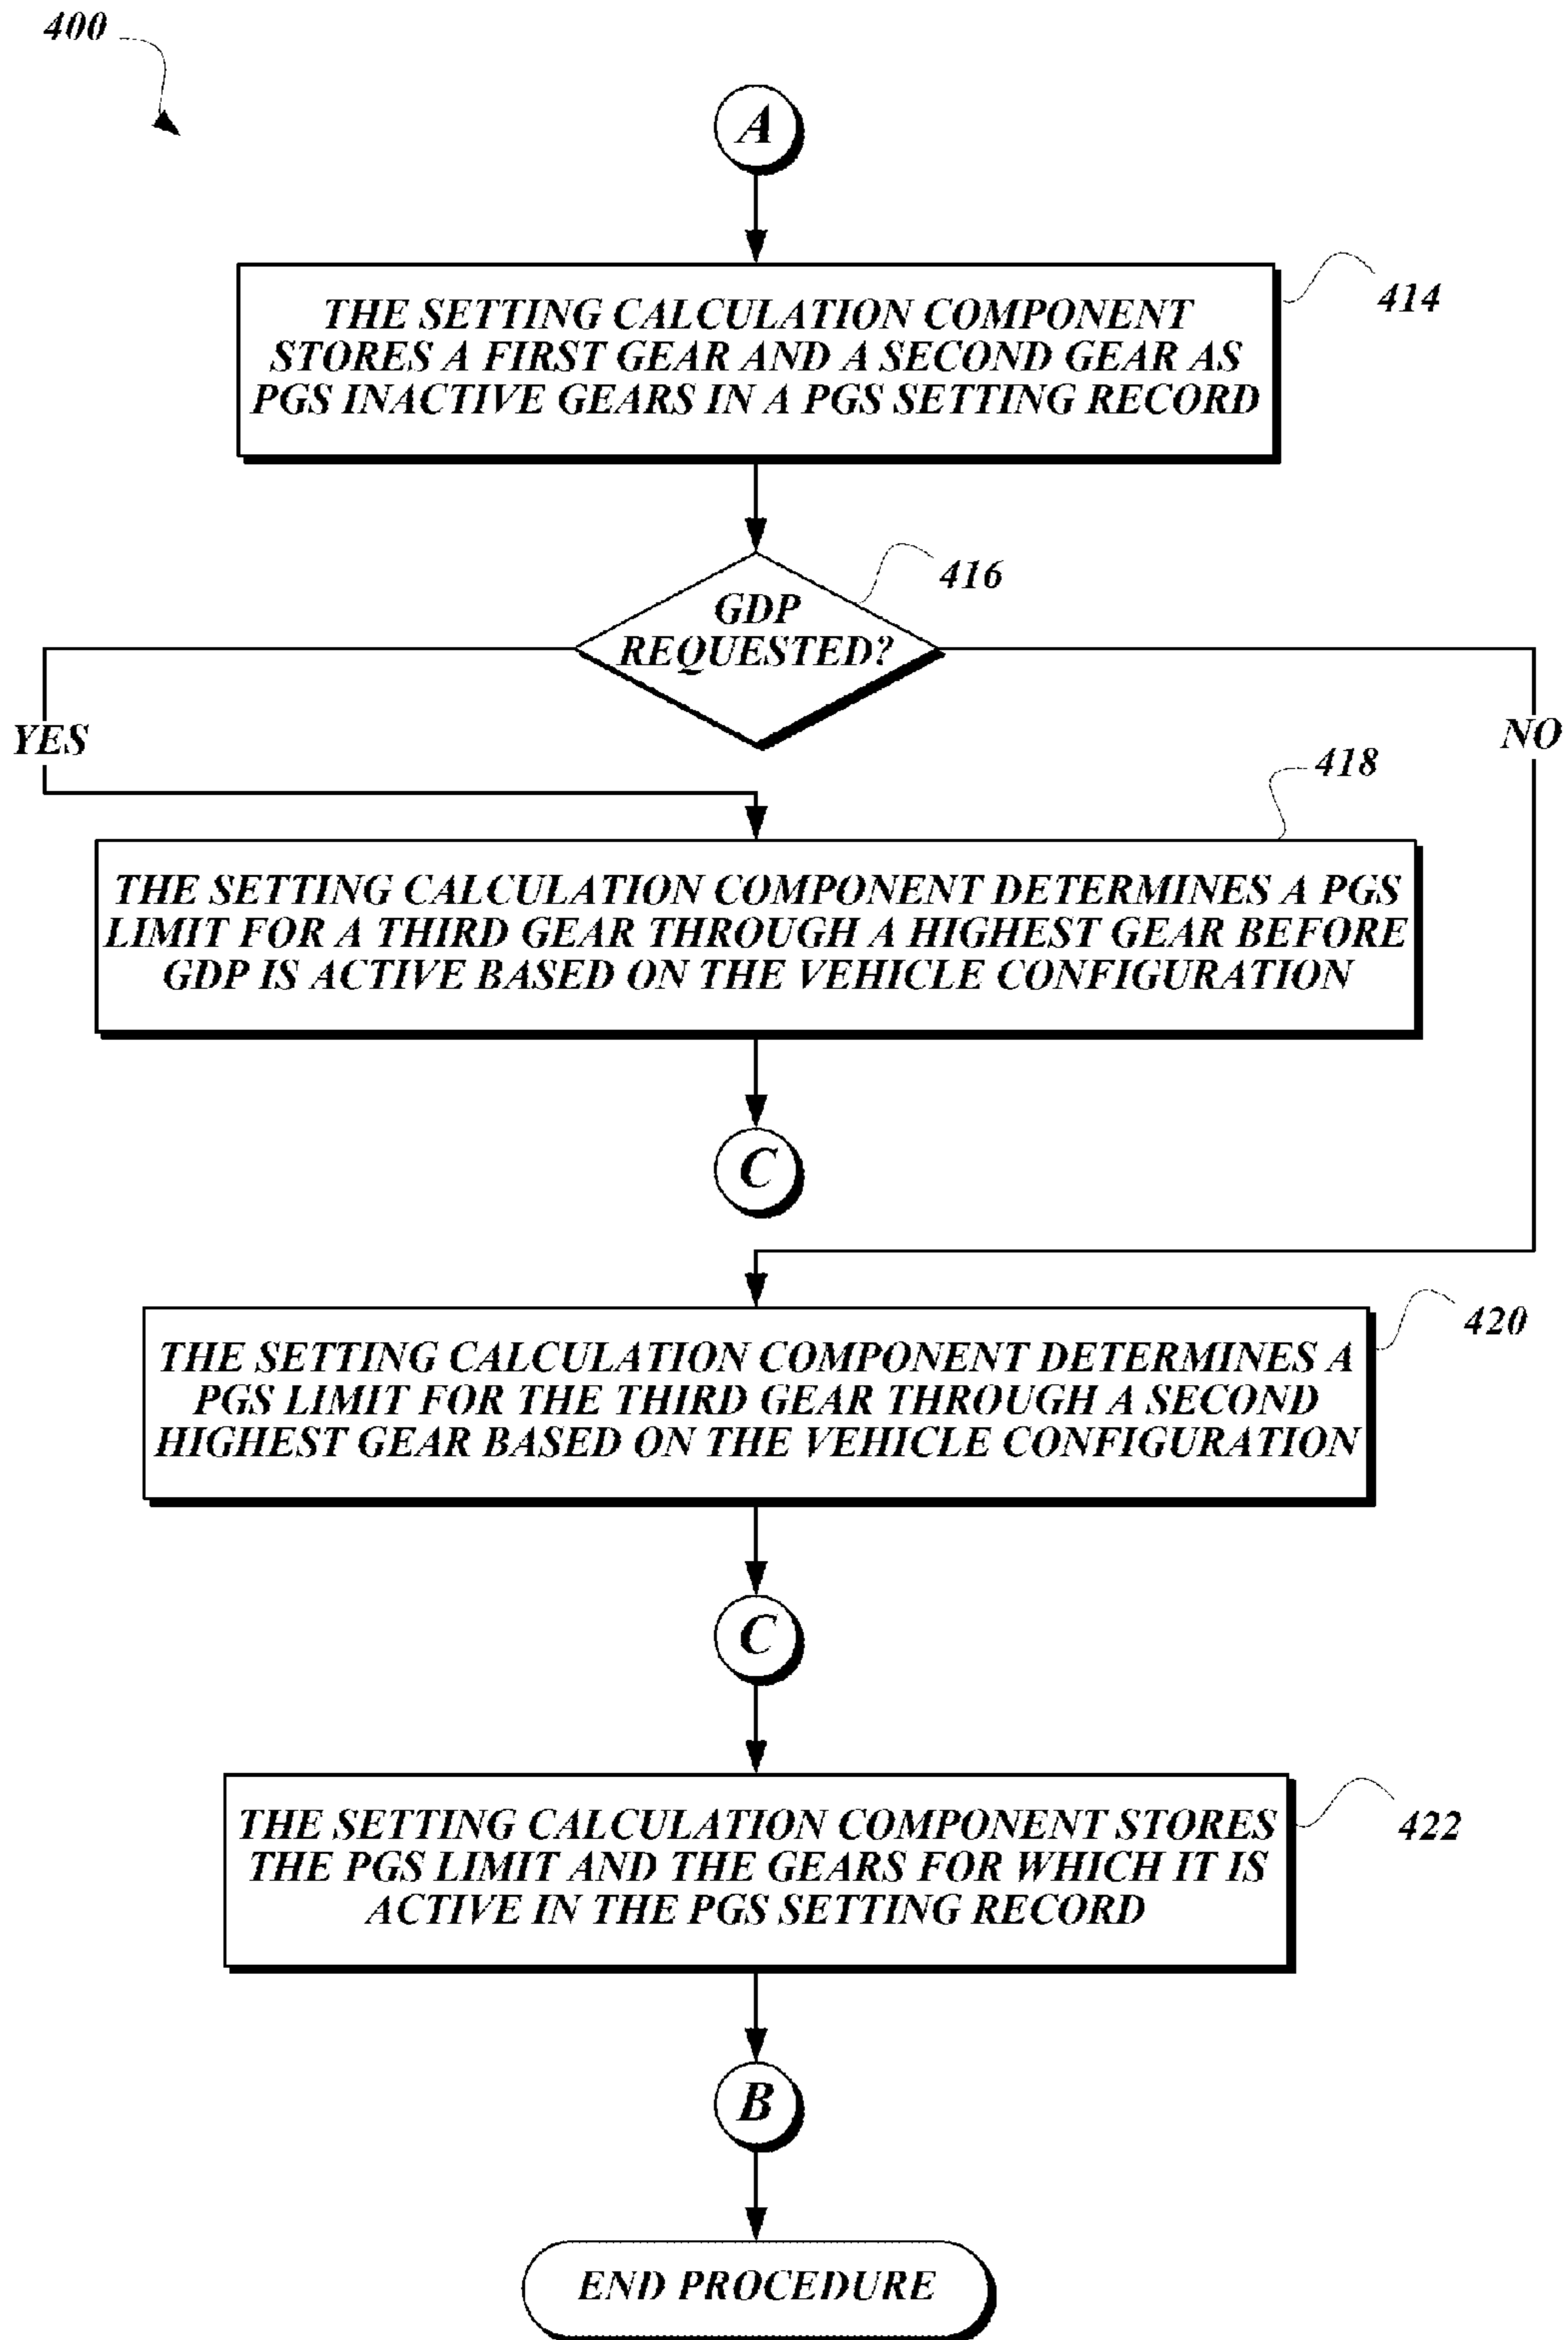 400
A
THE SETTING CALCULATION COMPONENT
STORES A FIRST GEAR AND A SECOND GEAR AS
PGS INACTIVE GEARS IN A PGS SETTING RECORD
414
GDP
REQUESTED?
416
YES
NO
418
THE SETTING CALCULATION COMPONENT DETERMINES A PGS
LIMIT FOR A THIRD GEAR THROUGH A HIGHEST GEAR BEFORE
GDP IS ACTIVE BASED ON THE VEHICLE CONFIGURATION
C
420
THE SETTING CALCULATION COMPONENT DETERMINES A
PGS LIMIT FOR THE THIRD GEAR THROUGH A SECOND
HIGHEST GEAR BASED ON THE VEHICLE CONFIGURATION
C
THE SETTING CALCULATION COMPONENT STORES
THE PGS LIMIT AND THE GEARS FOR WHICH IT IS
ACTIVE IN THE PGS SETTING RECORD
422
B
END PROCEDURE